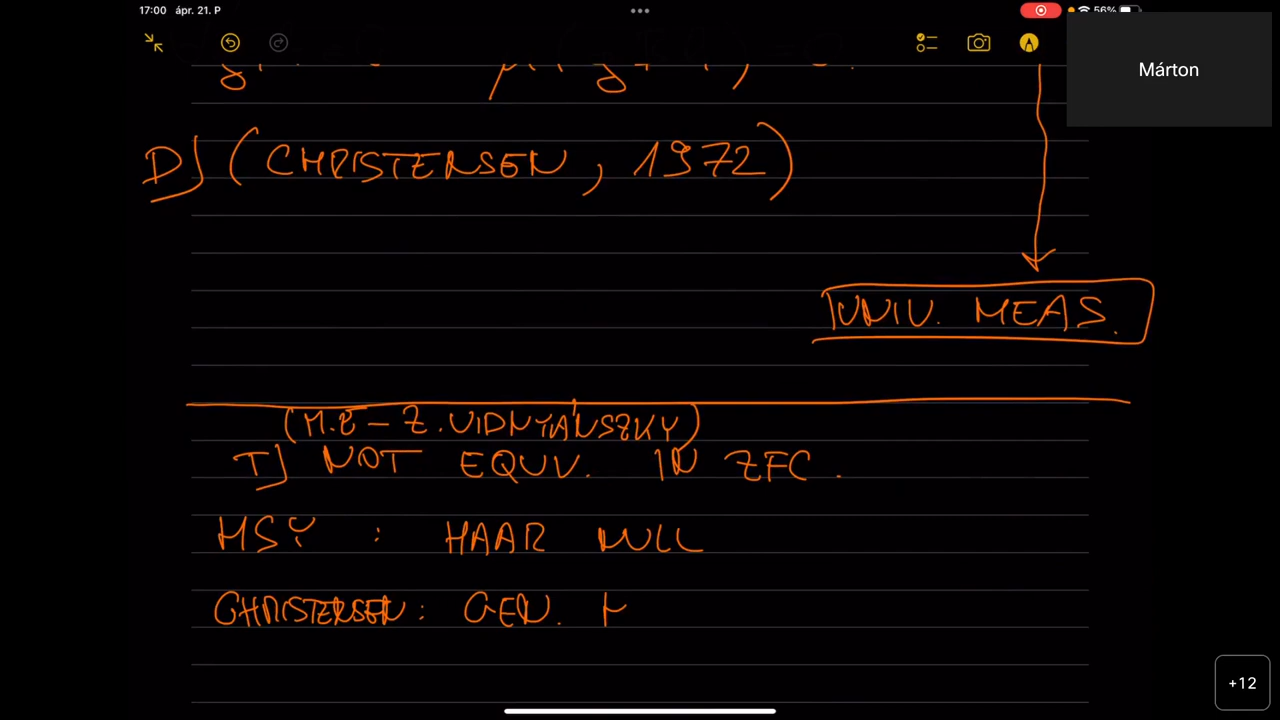 17:00 ápr. 21. P
56%
Márton
D] (CHRISTENSEN, 1972)
UNIV. MEAS.
(M.E – Z. VIDNYÁNSZKY)
T] NOT EQUV. IN ZFC.
HSY : HAAR NULL
CHRISTENSEN: GEN. H
+12